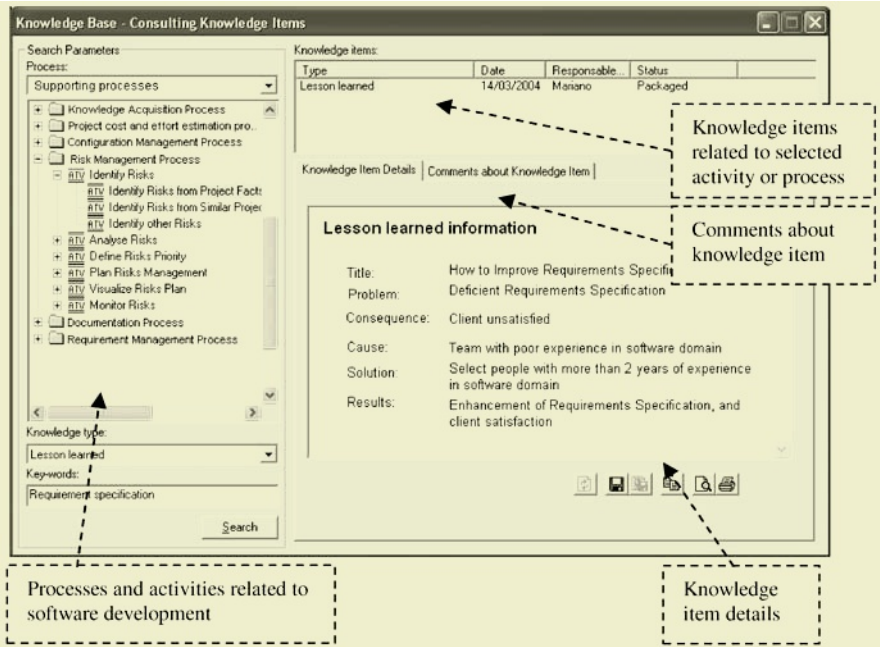 Knowledge Base - Consulting Knowledge Items
Search Parameters
Process:
Supporting processes
Knowledge Acquisition Process
Project cost and effort estimation pro..
Configuration Management Process
Risk Management Process
ATV Identify Risks
ATV Identify Risks from Project Facts
ATV Identify Risks from Similar Projec
ATV Identify other Risks
ATV Analyse Risks
ATV Define Risks Priority
ATV Plan Risks Management
ATV Visualize Risks Plan
ATV Monitor Risks
Documentation Process
Requirement Management Process
Knowledge type:
Lesson learned
Key-words:
Requirement specification
Search
Knowledge items:
Type Date Responsable... Status
Lesson learned 14/03/2004 Mariano Packaged
Knowledge Item Details Comments about Knowledge Item
Lesson learned information
Title: How to Improve Requirements Specifi
Problem: Deficient Requirements Specification
Consequence: Client unsatisfied
Cause: Team with poor experience in software domain
Solution: Select people with more than 2 years of experience
in software domain
Results: Enhancement of Requirements Specification, and
client satisfaction
Knowledge items
related to selected
activity or process
Comments about
knowledge item
Processes and activities related to
software development
Knowledge
item details